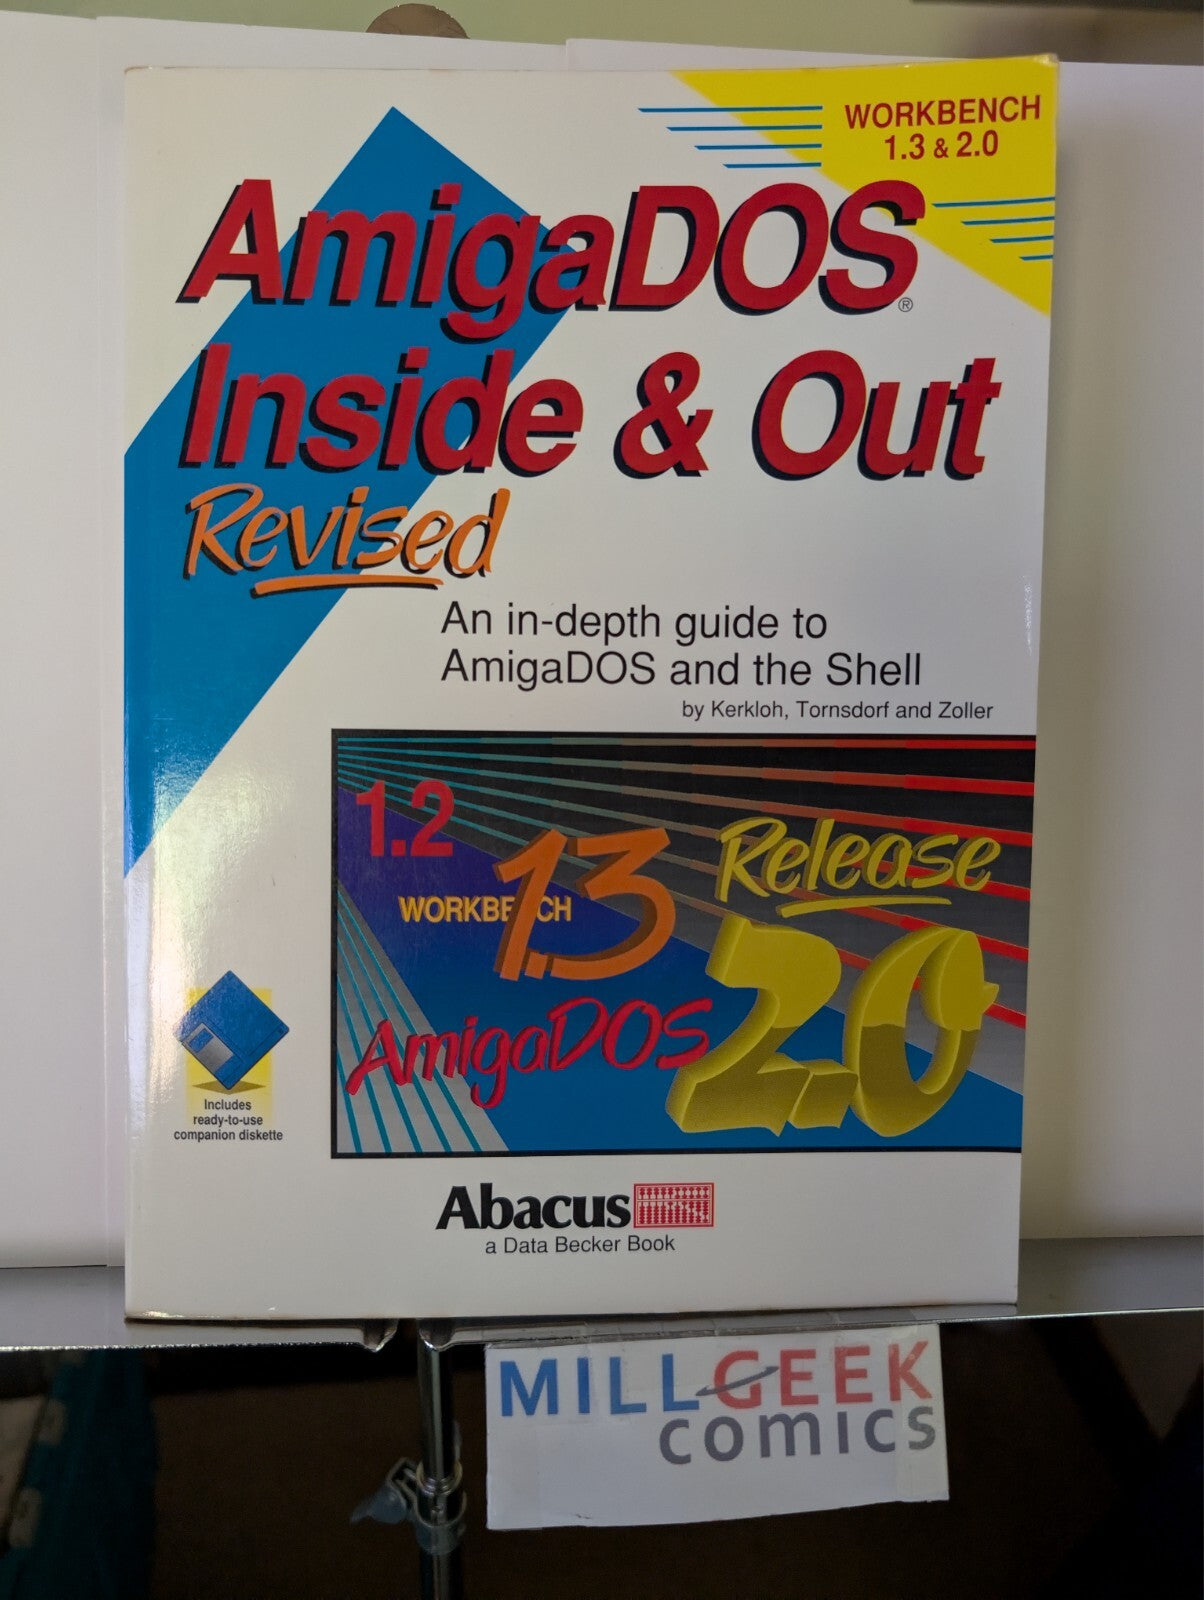 WORKBENCH
1.3 & 2.0
AmigaDOS®
Inside & Out
Revised
An in-depth guide to
AmigaDOS and the Shell
by Kerkloh, Tornsdorf and Zoller
1.2
WORKBE CH
1.3
AmigaDOS
Release
2.0
Includes
ready-to-use
companion diskette
Abacus
a Data Becker Book
MILLGEEK
comics